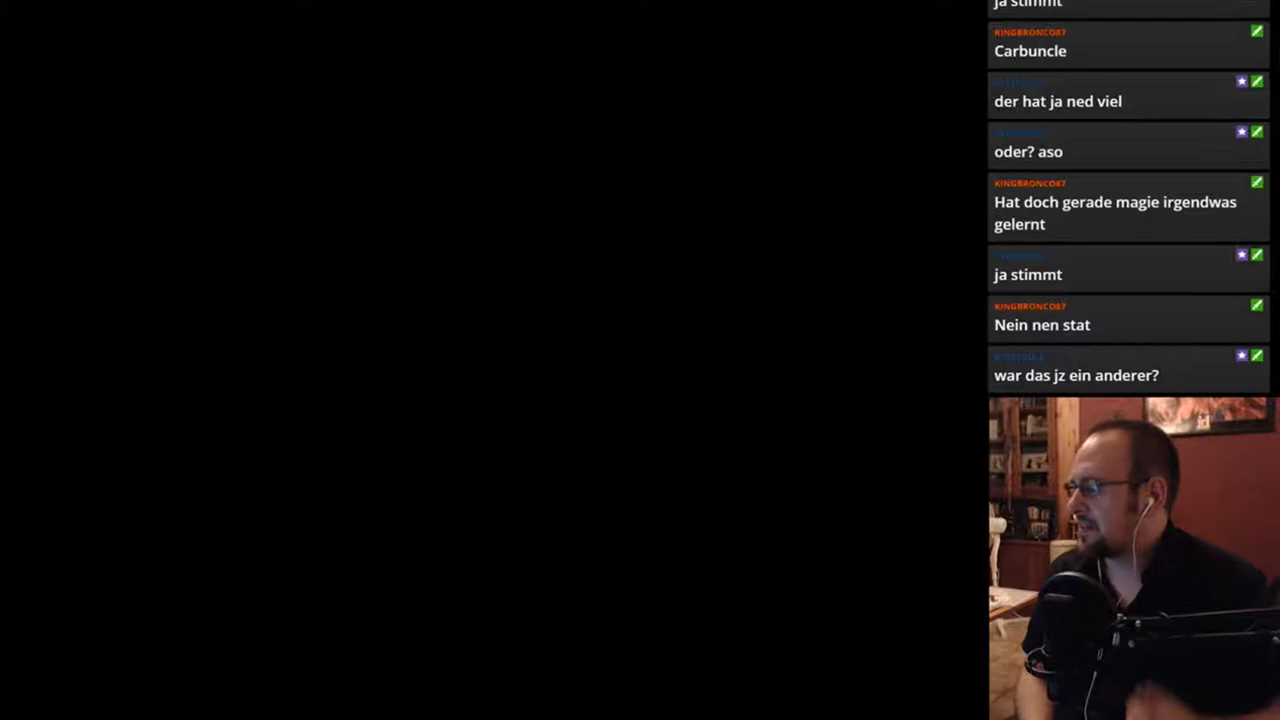 ja stimmt
KINGBRONCO87
Carbuncle
der hat ja ned viel
oder? aso
KINGBRONCO87
Hat doch gerade magie irgendwas
gelernt
ja stimmt
KINGBRONCO87
Nein nen stat
war das jz ein anderer?